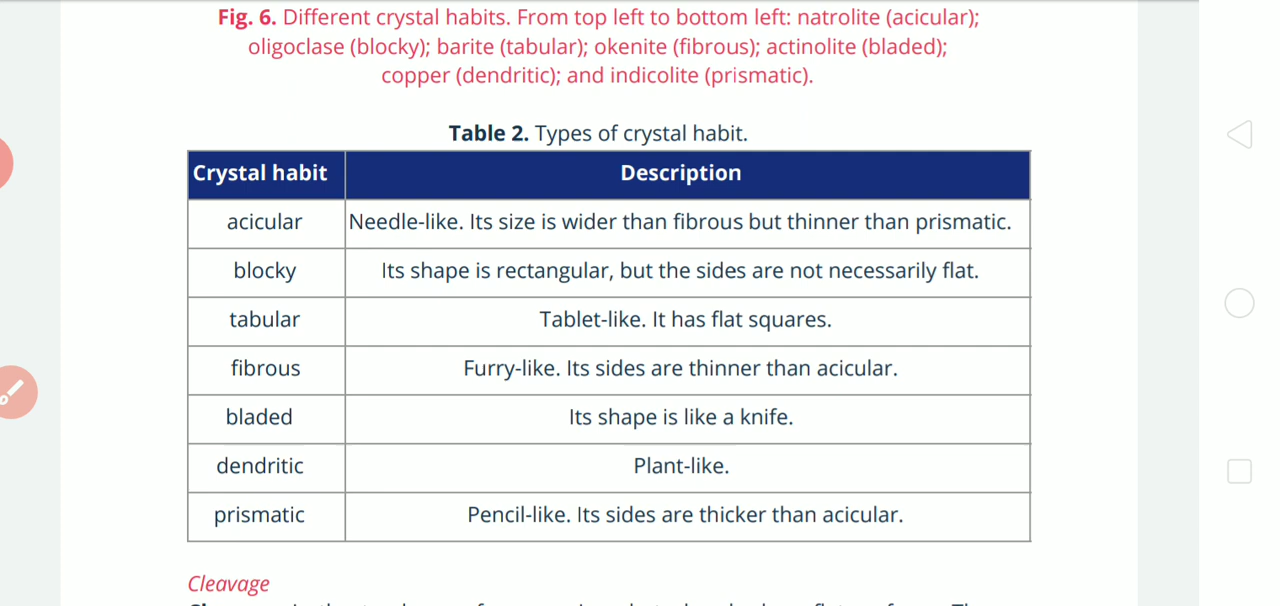 Fig. 6. Different crystal habits. From top left to bottom left: natrolite (acicular);
oligoclase (blocky); barite (tabular); okenite (fibrous); actinolite (bladed);
copper (dendritic); and indicolite (prismatic).
Table 2. Types of crystal habit.
Crystal habit Description
acicular Needle-like. Its size is wider than fibrous but thinner than prismatic.
blocky Its shape is rectangular, but the sides are not necessarily flat.
tabular Tablet-like. It has flat squares.
fibrous Furry-like. Its sides are thinner than acicular.
bladed Its shape is like a knife.
dendritic Plant-like.
prismatic Pencil-like. Its sides are thicker than acicular.
Cleavage